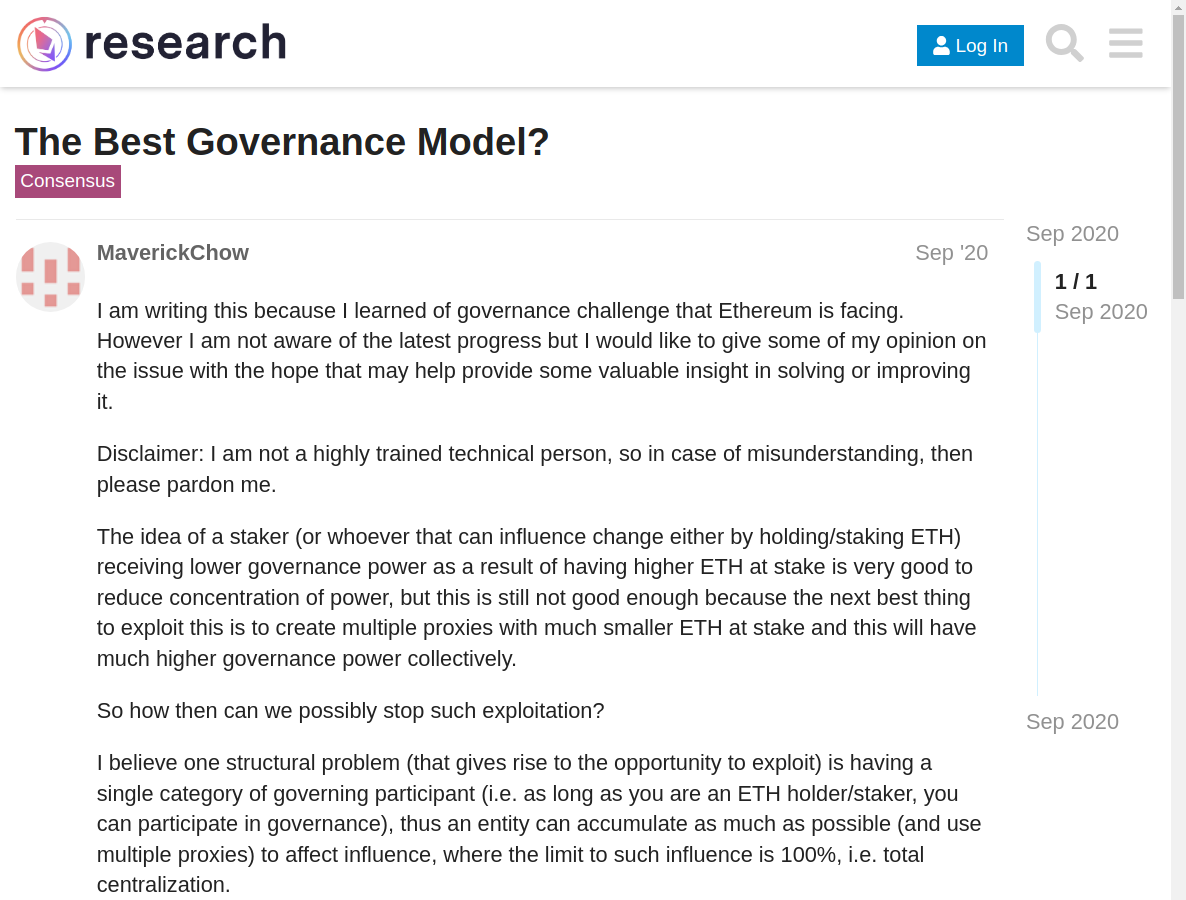 research
Log In
The Best Governance Model?
Consensus
MaverickChow
Sep '20
I am writing this because I learned of governance challenge that Ethereum is facing.
However I am not aware of the latest progress but I would like to give some of my opinion on
the issue with the hope that may help provide some valuable insight in solving or improving
it.
Disclaimer: I am not a highly trained technical person, so in case of misunderstanding, then
please pardon me.
The idea of a staker (or whoever that can influence change either by holding/staking ETH)
receiving lower governance power as a result of having higher ETH at stake is very good to
reduce concentration of power, but this is still not good enough because the next best thing
to exploit this is to create multiple proxies with much smaller ETH at stake and this will have
much higher governance power collectively.
So how then can we possibly stop such exploitation?
I believe one structural problem (that gives rise to the opportunity to exploit) is having a
single category of governing participant (i.e. as long as you are an ETH holder/staker, you
can participate in governance), thus an entity can accumulate as much as possible (and use
multiple proxies) to affect influence, where the limit to such influence is 100%, i.e. total
centralization.
Sep 2020
1 / 1
Sep 2020
Sep 2020